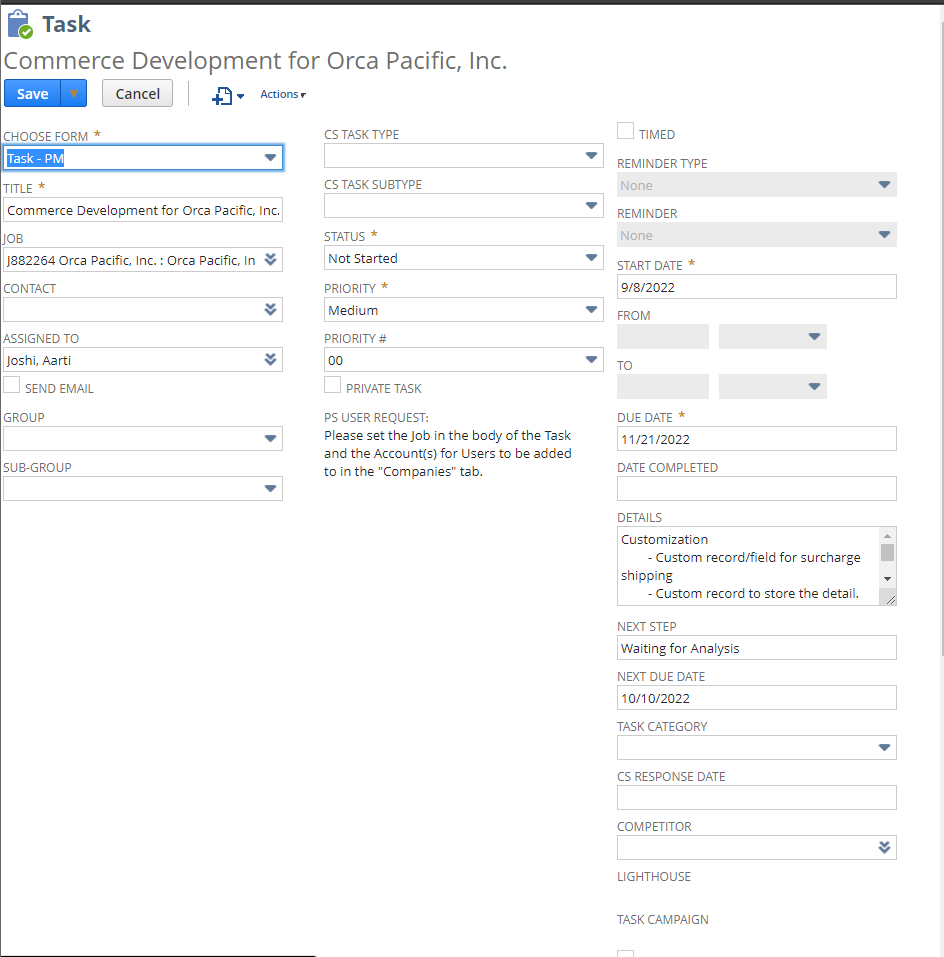 Task
Commerce Development for Orca Pacific, Inc.
Save
Cancel
Actions
CHOOSE FORM *
Task - PM
TITLE *
Commerce Development for Orca Pacific, Inc.
JOB
J882264 Orca Pacific, Inc. : Orca Pacific, In
CONTACT
ASSIGNED TO
Joshi, Aarti
SEND EMAIL
GROUP
SUB-GROUP
CS TASK TYPE
CS TASK SUBTYPE
STATUS *
Not Started
PRIORITY *
Medium
PRIORITY #
00
PRIVATE TASK
PS USER REQUEST:
Please set the Job in the body of the Task
and the Account(s) for Users to be added
to in the "Companies" tab.
TIMED
REMINDER TYPE
None
REMINDER
None
START DATE *
9/8/2022
FROM
TO
DUE DATE *
11/21/2022
DATE COMPLETED
DETAILS
Customization
- Custom record/field for surcharge
shipping
- Custom record to store the detail.
NEXT STEP
Waiting for Analysis
NEXT DUE DATE
10/10/2022
TASK CATEGORY
CS RESPONSE DATE
COMPETITOR
LIGHTHOUSE
TASK CAMPAIGN